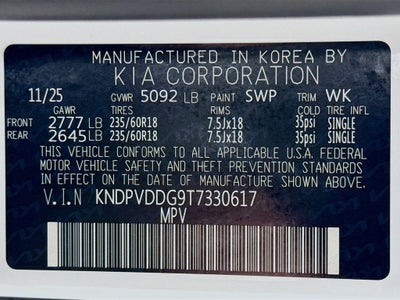 MANUFACTURED IN KOREA BY
KIA CORPORATION
11/25 GVWR 5092 LB PAINT SWP TRIM WK
GAWR TIRES RIMS COLD TIRE INFL
FRONT 2777 LB 235/60R18 7.5Jx18 35psi SINGLE
REAR 2645 LB 235/60R18 7.5Jx18 35psi SINGLE
THIS VEHICLE CONFORMS TO ALL APPLICABLE U.S.A. FEDERAL
MOTOR VEHICLE SAFETY AND THEFT PREVENTION STANDARDS
IN EFFECT ON THE DATE OF MANUFACTURE SHOWN ABOVE.
V.I.N KNDPVDDG9T7330617
MPV